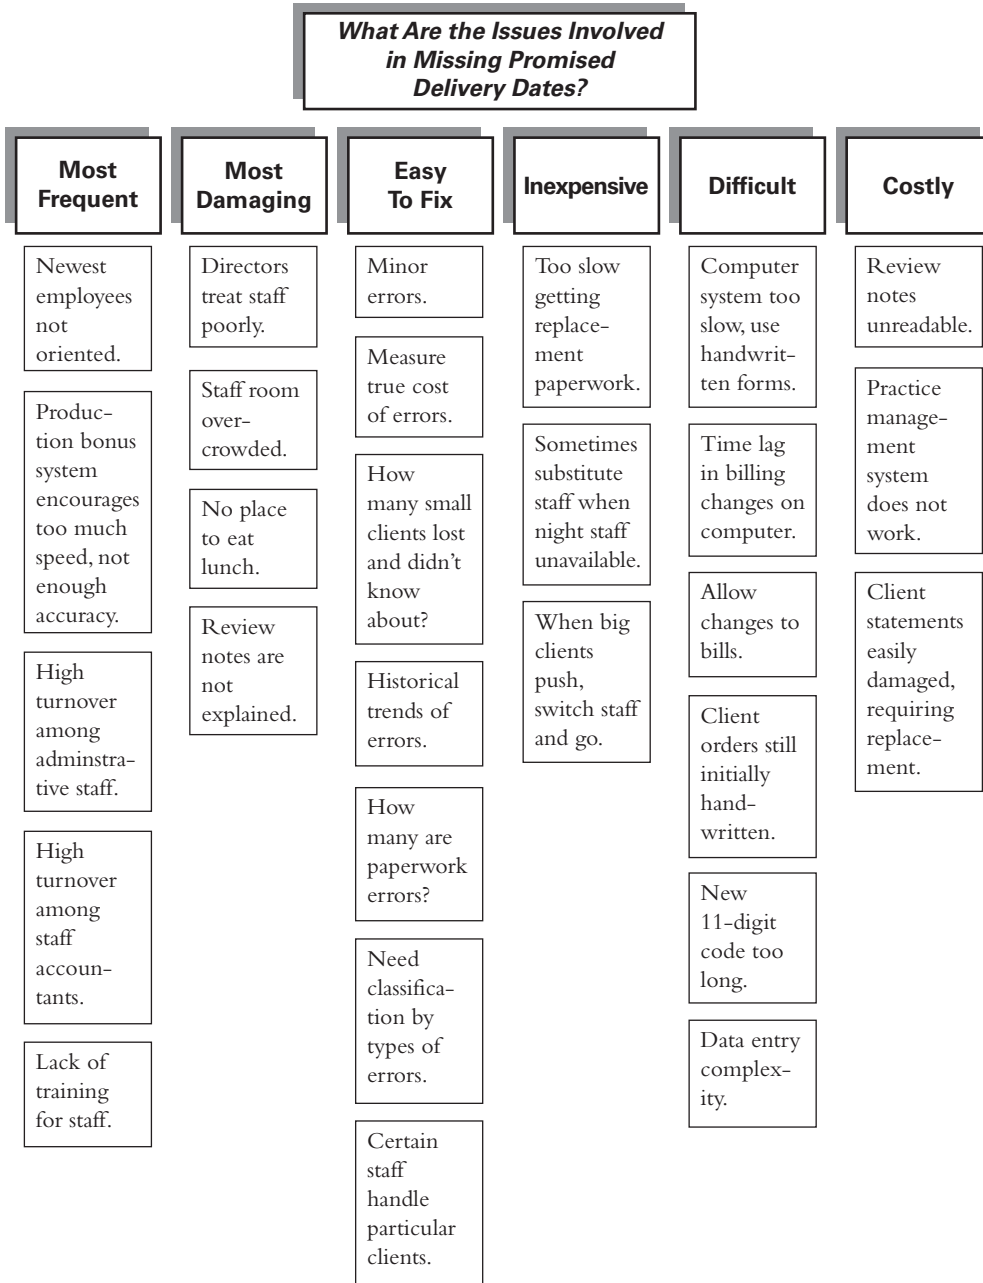 What Are the Issues Involved
in Missing Promised
Delivery Dates?
Most
Frequent
Newest
employees
not
oriented.
Produc-
tion bonus
system
encourages
too much
speed, not
enough
accuracy.
High
turnover
among
adminstra-
tive staff.
High
turnover
among
staff
accoun-
tants.
Lack of
training
for staff.
Most
Damaging
Directors
treat staff
poorly.
Staff room
over-
crowded.
No place
to eat
lunch.
Review
notes are
not
explained.
Easy
To Fix
Minor
errors.
Measure
true cost
of errors.
How
many small
clients lost
and didn't
know
about?
Historical
trends of
errors.
How
many are
paperwork
errors?
Need
classifica-
tion by
types of
errors.
Certain
staff
handle
particular
clients.
Inexpensive
Too slow
getting
replace-
ment
paperwork.
Sometimes
substitute
staff when
night staff
unavailable.
When big
clients
push,
switch staff
and go.
Difficult
Computer
system too
slow, use
handwrit-
ten forms.
Time lag
in billing
changes on
computer.
Allow
changes to
bills.
Client
orders still
initially
hand-
written.
New
11-digit
code too
long.
Data entry
complex-
ity.
Costly
Review
notes
unreadable.
Practice
manage-
ment
system
does not
work.
Client
statements
easily
damaged,
requiring
replace-
ment.